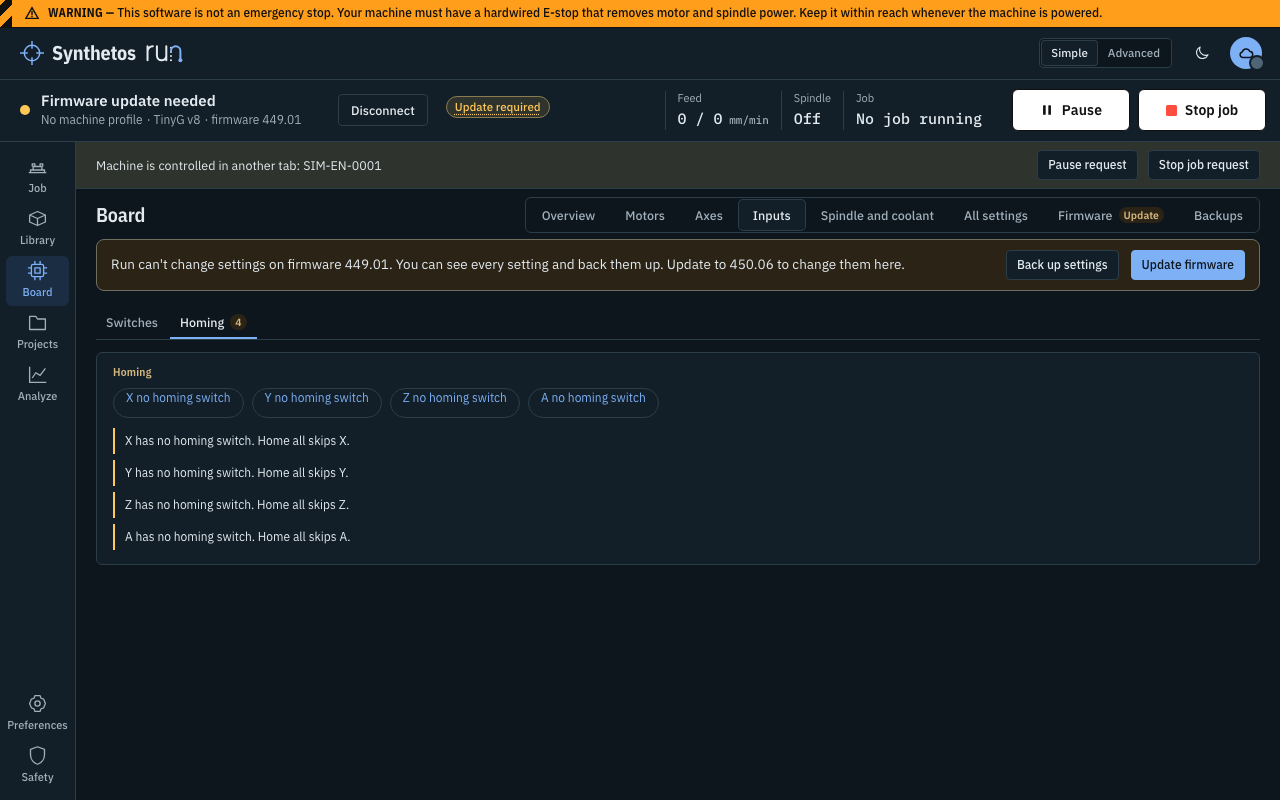 WARNING — This software is not an emergency stop. Your machine must have a hardwired E-stop that removes motor and spindle power. Keep it within reach whenever the machine is powered.
Synthetos run
Simple Advanced
Firmware update needed
No machine profile · TinyG v8 · firmware 449.01
Disconnect
Update required
Feed
0 / 0 mm/min
Spindle
Off
Job
No job running
Pause
Stop job
Job
Library
Board
Projects
Analyze
Preferences
Safety
Machine is controlled in another tab: SIM-EN-0001
Pause request
Stop job request
Board
Overview Motors Axes Inputs Spindle and coolant All settings Firmware Update Backups
Run can't change settings on firmware 449.01. You can see every setting and back them up. Update to 450.06 to change them here.
Back up settings
Update firmware
Switches Homing 4
Homing
X no homing switch Y no homing switch Z no homing switch A no homing switch
X has no homing switch. Home all skips X.
Y has no homing switch. Home all skips Y.
Z has no homing switch. Home all skips Z.
A has no homing switch. Home all skips A.